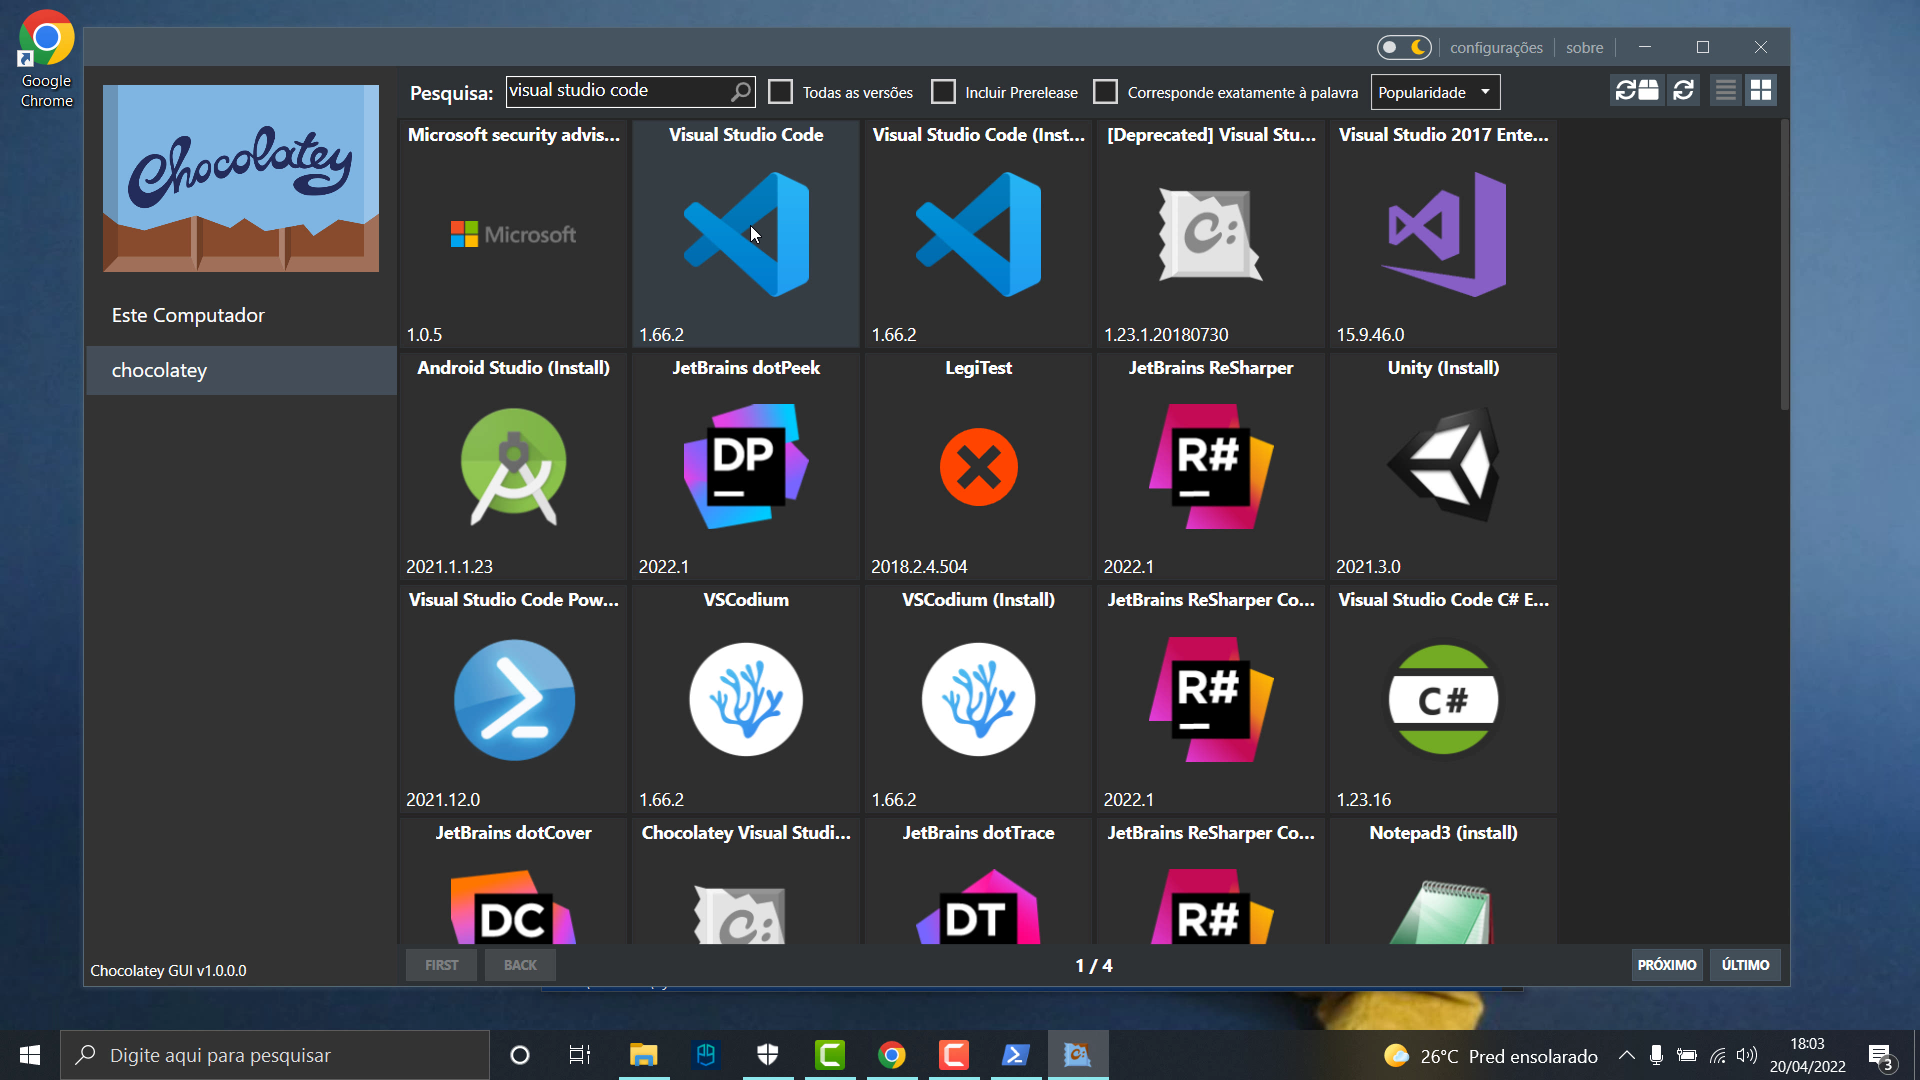 Google
Chrome
configurações
sobre
Chocolatey
Pesquisa:
visual studio code
Todas as versões
Incluir Prerelease
Corresponde exatamente à palavra
Popularidade
Este Computador
chocolatey
Microsoft security advis...
Visual Studio Code
Visual Studio Code (Inst...
[Deprecated] Visual Stu...
Visual Studio 2017 Ente...
Microsoft
C:
1.0.5
1.66.2
1.66.2
1.23.1.20180730
15.9.46.0
Android Studio (Install)
JetBrains dotPeek
LegiTest
JetBrains ReSharper
Unity (Install)
DP
R#
2021.1.1.23
2022.1
2018.2.4.504
2022.1
2021.3.0
Visual Studio Code Pow...
VSCodium
VSCodium (Install)
JetBrains ReSharper Co...
Visual Studio Code C# E...
R#
C#
2021.12.0
1.66.2
1.66.2
2022.1
1.23.16
JetBrains dotCover
Chocolatey Visual Studi...
JetBrains dotTrace
JetBrains ReSharper Co...
Notepad3 (install)
DC
C:
DT
R#
Chocolatey GUI v1.0.0.0
FIRST
BACK
1 / 4
PRÓXIMO
ÚLTIMO
Digite aqui para pesquisar
26°C Pred ensolarado
18:03
20/04/2022
3